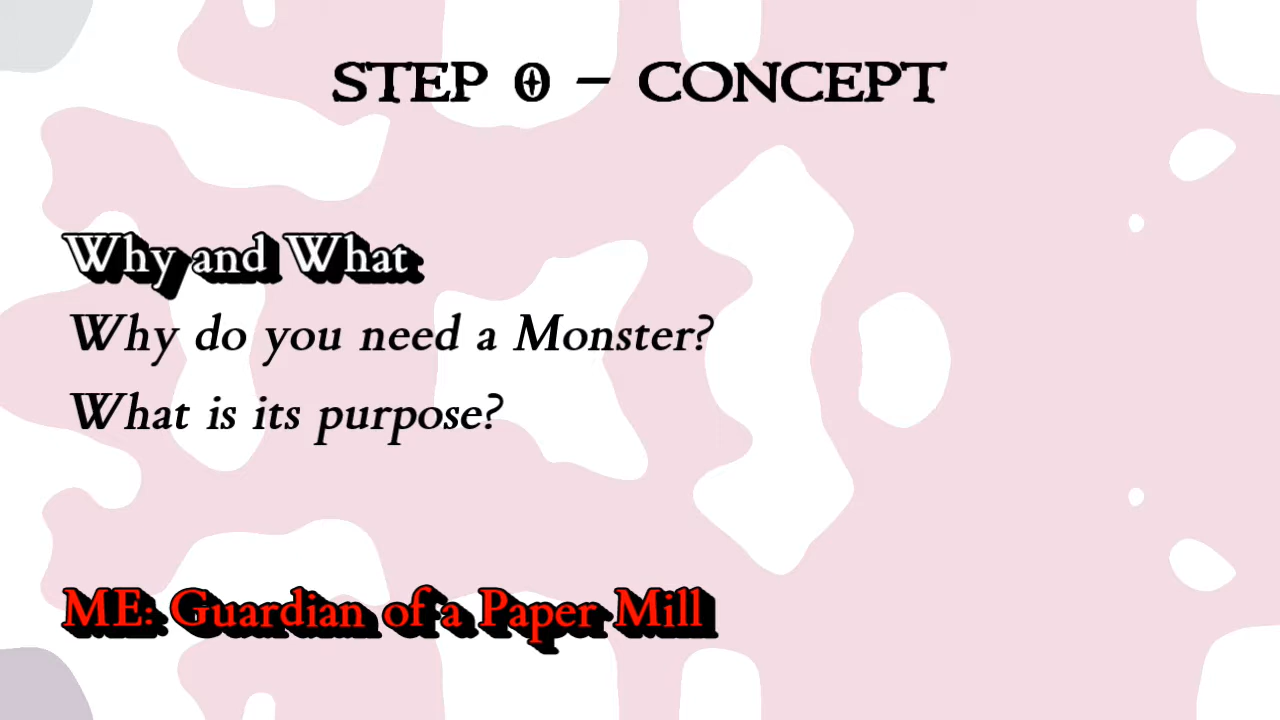 STEP 0 - CONCEPT
Why and What
Why do you need a Monster?
What is its purpose?
ME: Guardian of a Paper Mill